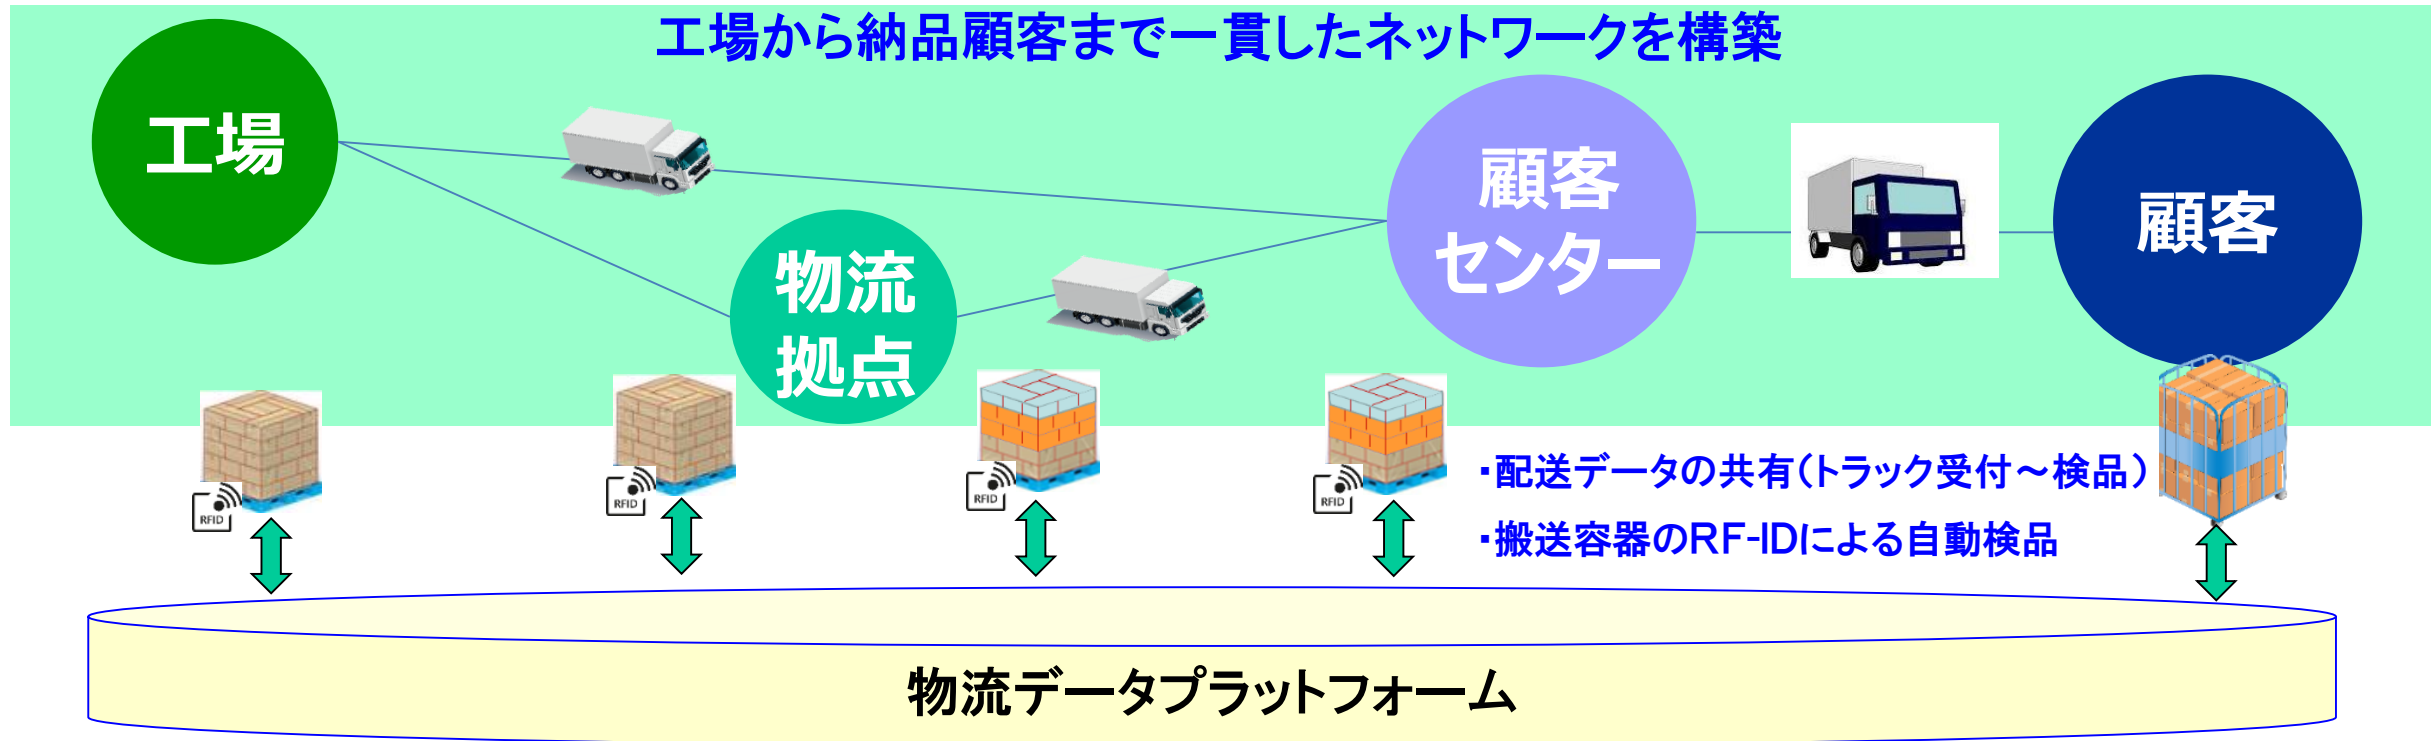 工場から納品顧客まで一貫したネットワークを構築
工場
物流
拠点
顧客
センター
顧客
RFID
RFID
RFID
RFID
・配送データの共有（トラック受付～検品）
・搬送容器のRF-IDによる自動検品
物流データプラットフォーム